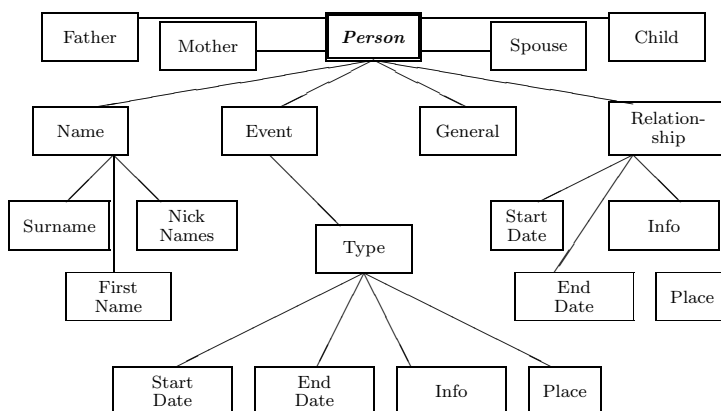 Father
Mother
Person
Spouse
Child
Name
Event
General
Relation-
ship
Surname
Nick
Names
Start
Date
Info
Type
First
Name
End
Date
Place
Start
Date
End
Date
Info
Place